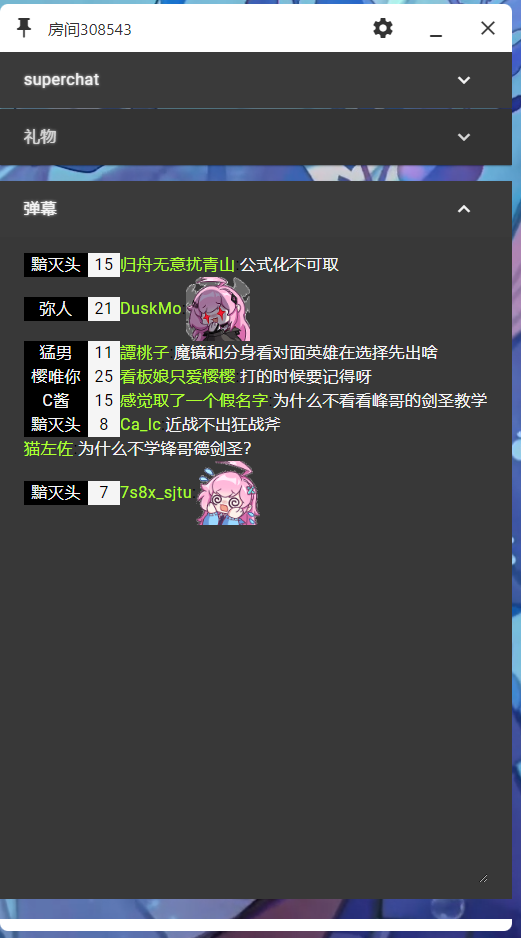 房间308543
superchat
礼物
弹幕
黯灭头 15 归舟无意扰青山 公式化不可取
弥人 21 DuskMo
猛男 11 譚桃子 魔镜和分身看对面英雄在选择先出啥
樱唯你 25 看板娘只爱樱樱 打的时候要记得呀
C酱 15 感觉取了一个假名字 为什么不看看峰哥的剑圣教学
黯灭头 8 Ca_lc 近战不出狂战斧
猫左佐 为什么不学锋哥德剑圣?
黯灭头 7 7s8x_sjtu